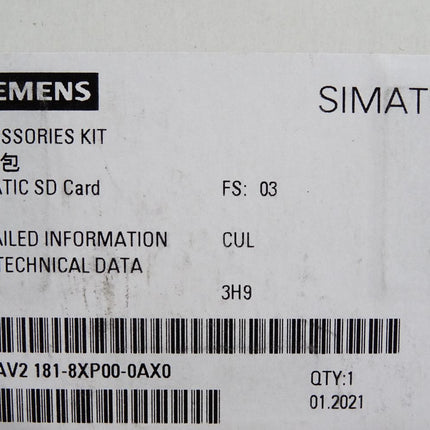 EMENS
SIMAT
SSORIES KIT
包
ATIC SD Card FS: 03
AILED INFORMATION CUL
TECHNICAL DATA
3H9
AV2 181-8XP00-0AX0
QTY:1
01.2021